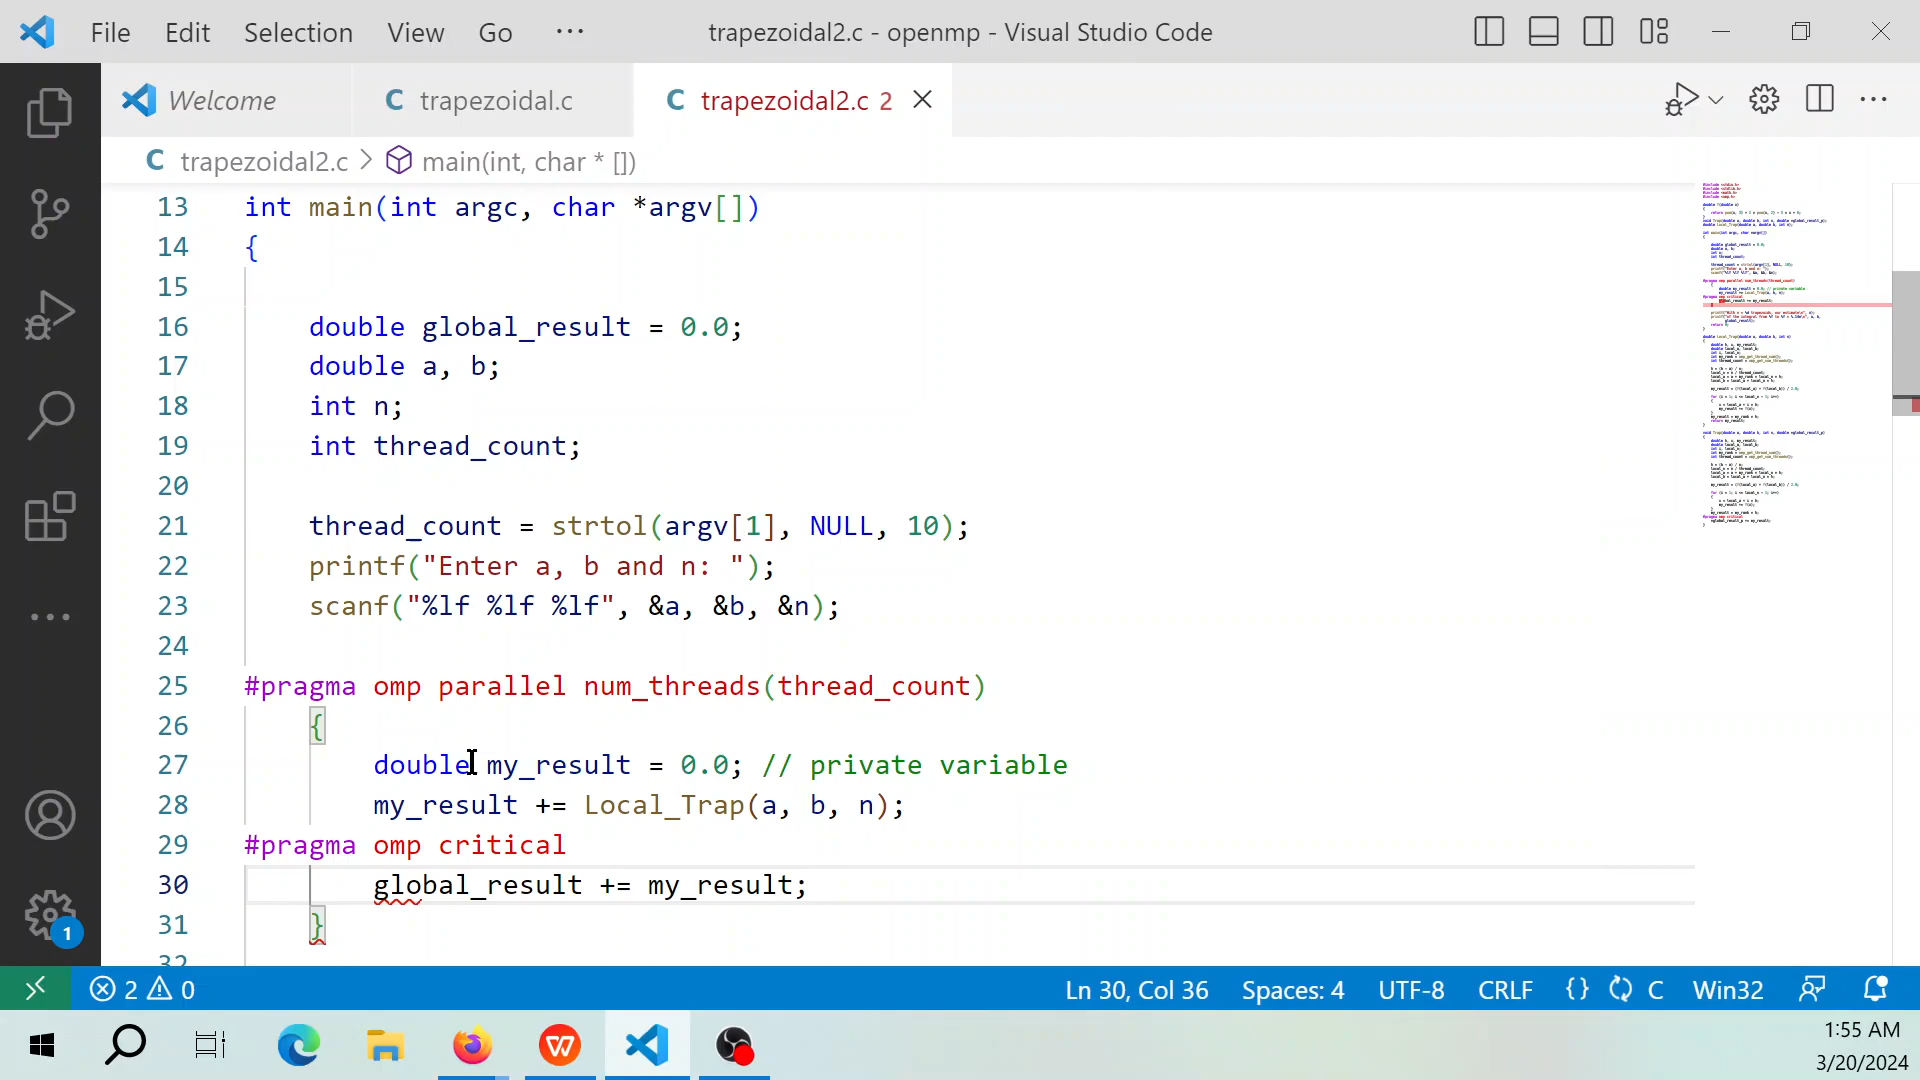 File Edit Selection View Go ... trapezoidal2.c - openmp - Visual Studio Code
Welcome C trapezoidal.c C trapezoidal2.c 2
C trapezoidal2.c > main(int, char * [])
13 int main(int argc, char *argv[])
14 {
15
16 double global_result = 0.0;
17 double a, b;
18 int n;
19 int thread_count;
20
21 thread_count = strtol(argv[1], NULL, 10);
22 printf("Enter a, b and n: ");
23 scanf("%lf %lf %lf", &a, &b, &n);
24
25 #pragma omp parallel num_threads(thread_count)
26 {
27 double my_result = 0.0; // private variable
28 my_result += Local_Trap(a, b, n);
29 #pragma omp critical
30 global_result += my_result;
31 }
32
1
2 0 Ln 30, Col 36 Spaces: 4 UTF-8 CRLF {} C Win32
1:55 AM
3/20/2024